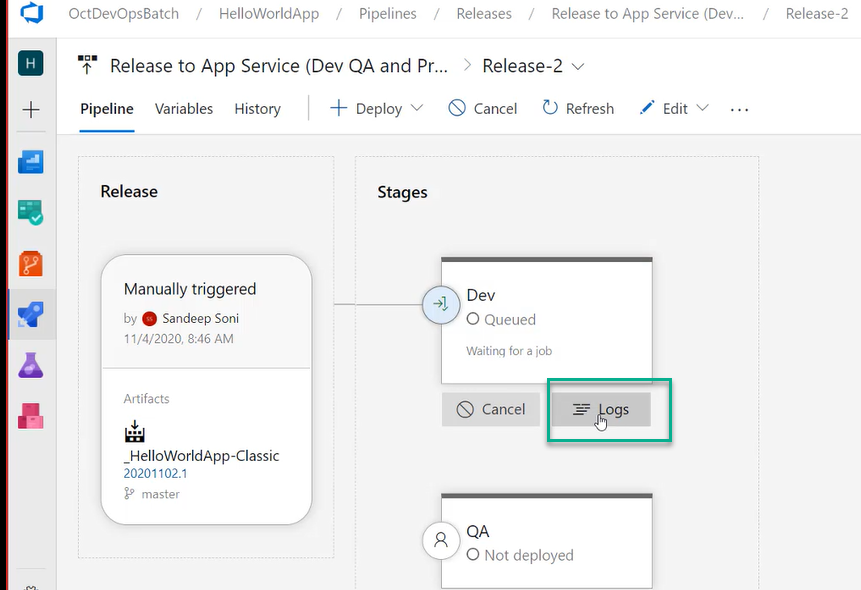 OctDevOpsBatch / HelloWorldApp / Pipelines / Releases / Release to App Service (Dev... / Release-2
H
Release to App Service (Dev QA and Pr... > Release-2
Pipeline Variables History Deploy Cancel Refresh Edit ...
Release
Stages
Manually triggered
by SS Sandeep Soni
11/4/2020, 8:46 AM
Dev
Queued
Waiting for a job
Cancel
Logs
Artifacts
_HelloWorldApp-Classic
20201102.1
master
QA
Not deployed